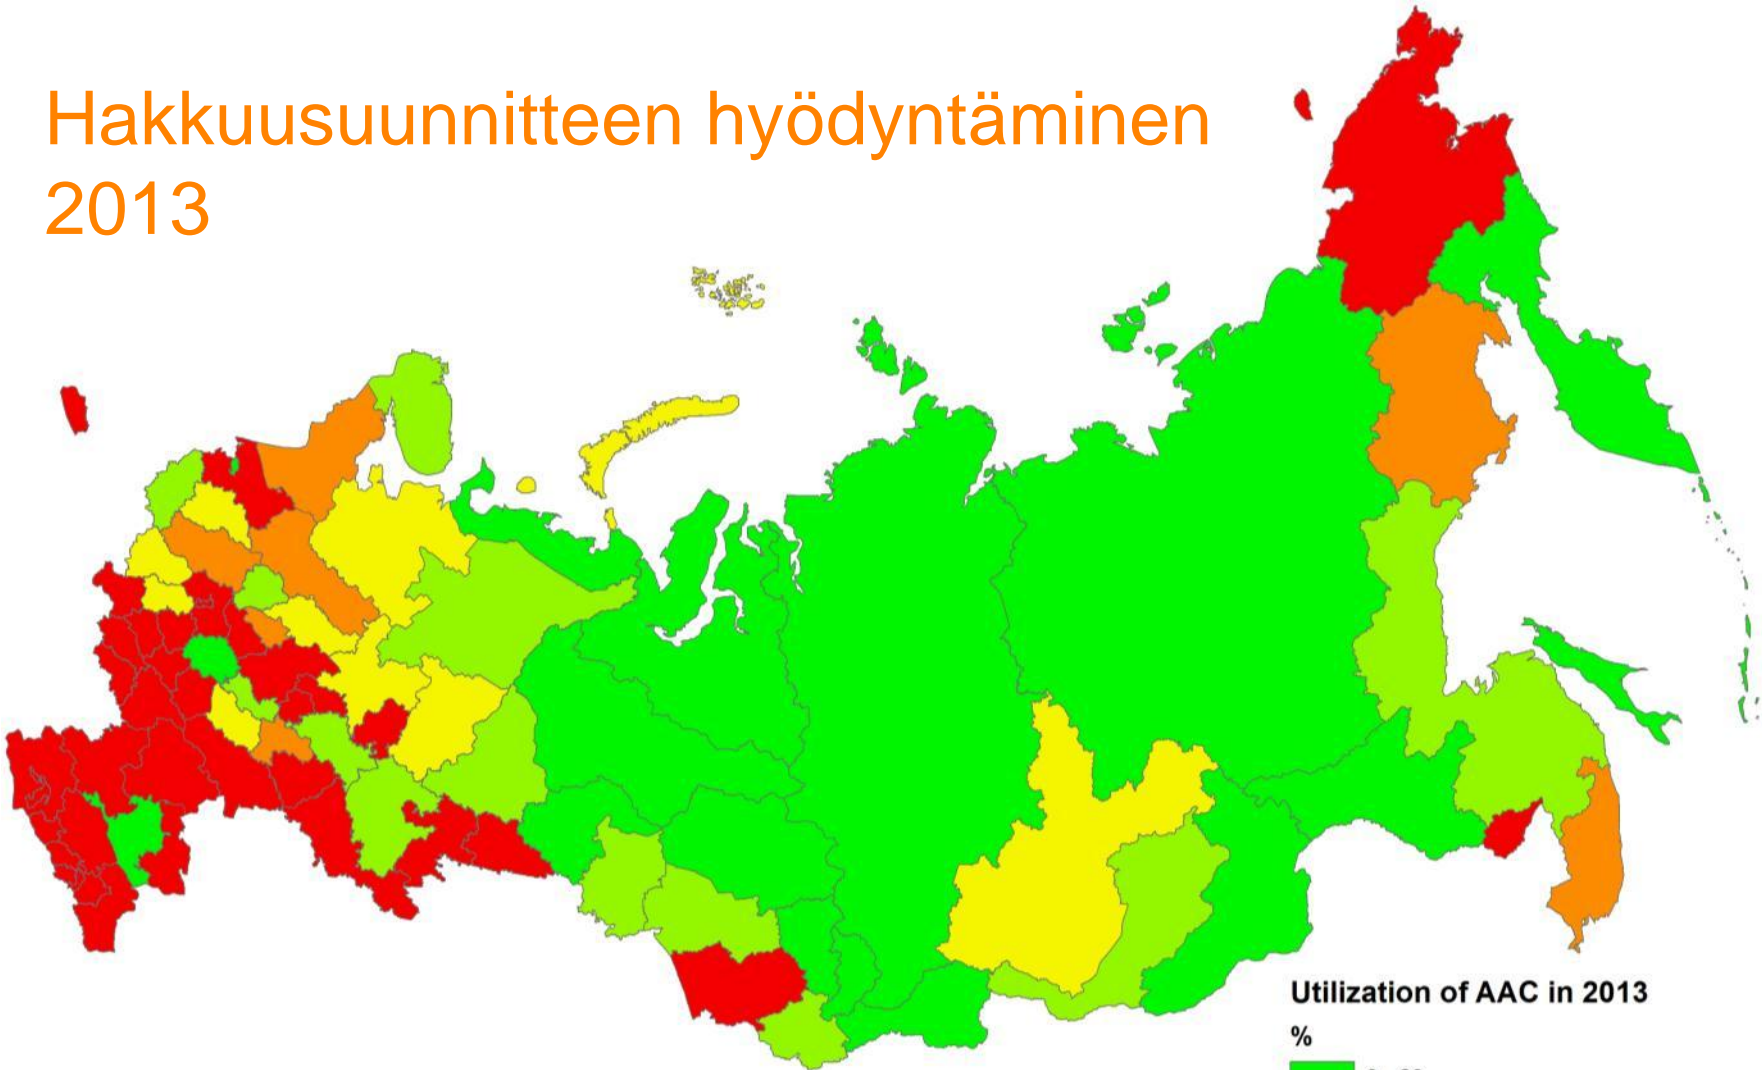 Hakkuusuunnitteen hyödyntäminen
2013
Utilization of AAC in 2013
%